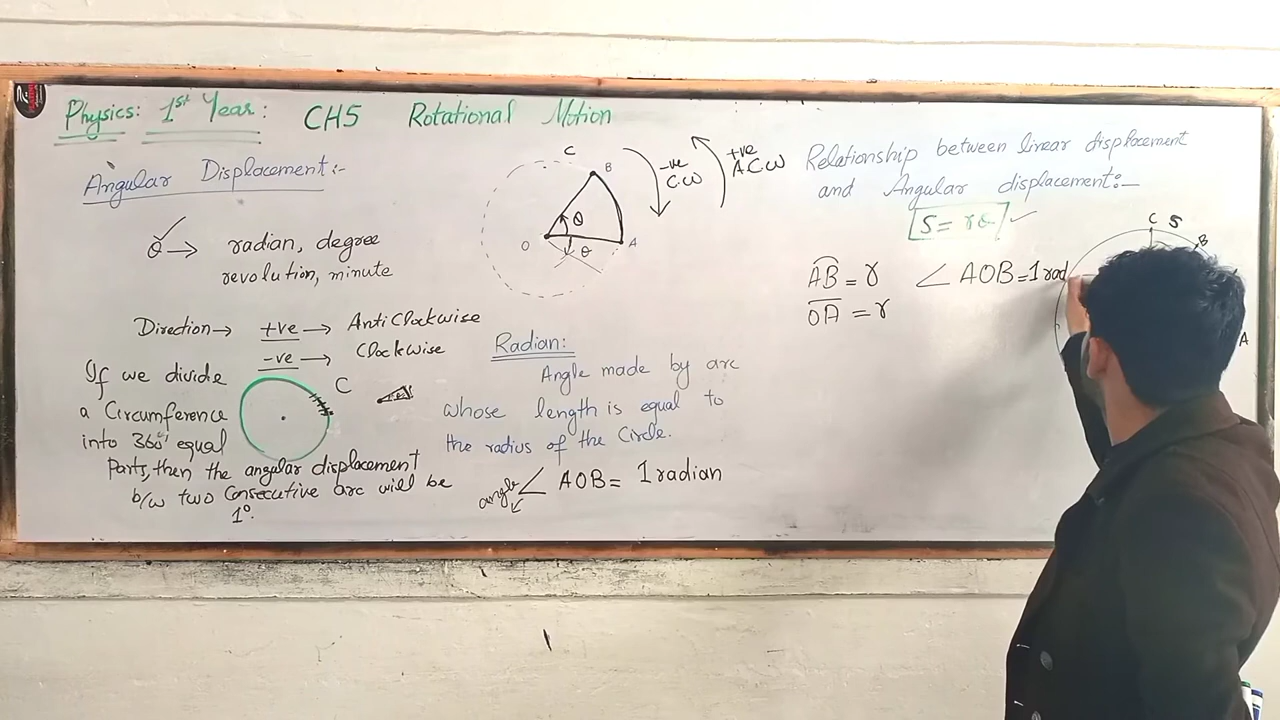 Physics: 1st Year: CH5 Rotational Motion
Angular Displacement:-
θ → radian, degree
revolution, minute
Direction → +ve → AntiClockwise
-ve → Clockwise
If we divide
a Circumference
into 360° equal
Parts, then the angular displacement
b/w two consecutive arc will be
1°.
C
C
B
θ
O
θ
A
-ve
C.W
+ve
A.C.W
Radian:
Angle made by arc
whose length is equal to
the radius of the Circle.
angle ∠ AOB = 1 radian
Relationship between linear displacement
and Angular displacement:-
S = rθ ✓
AB = r ∠ AOB = 1 rad
OA = r
C S
B
A